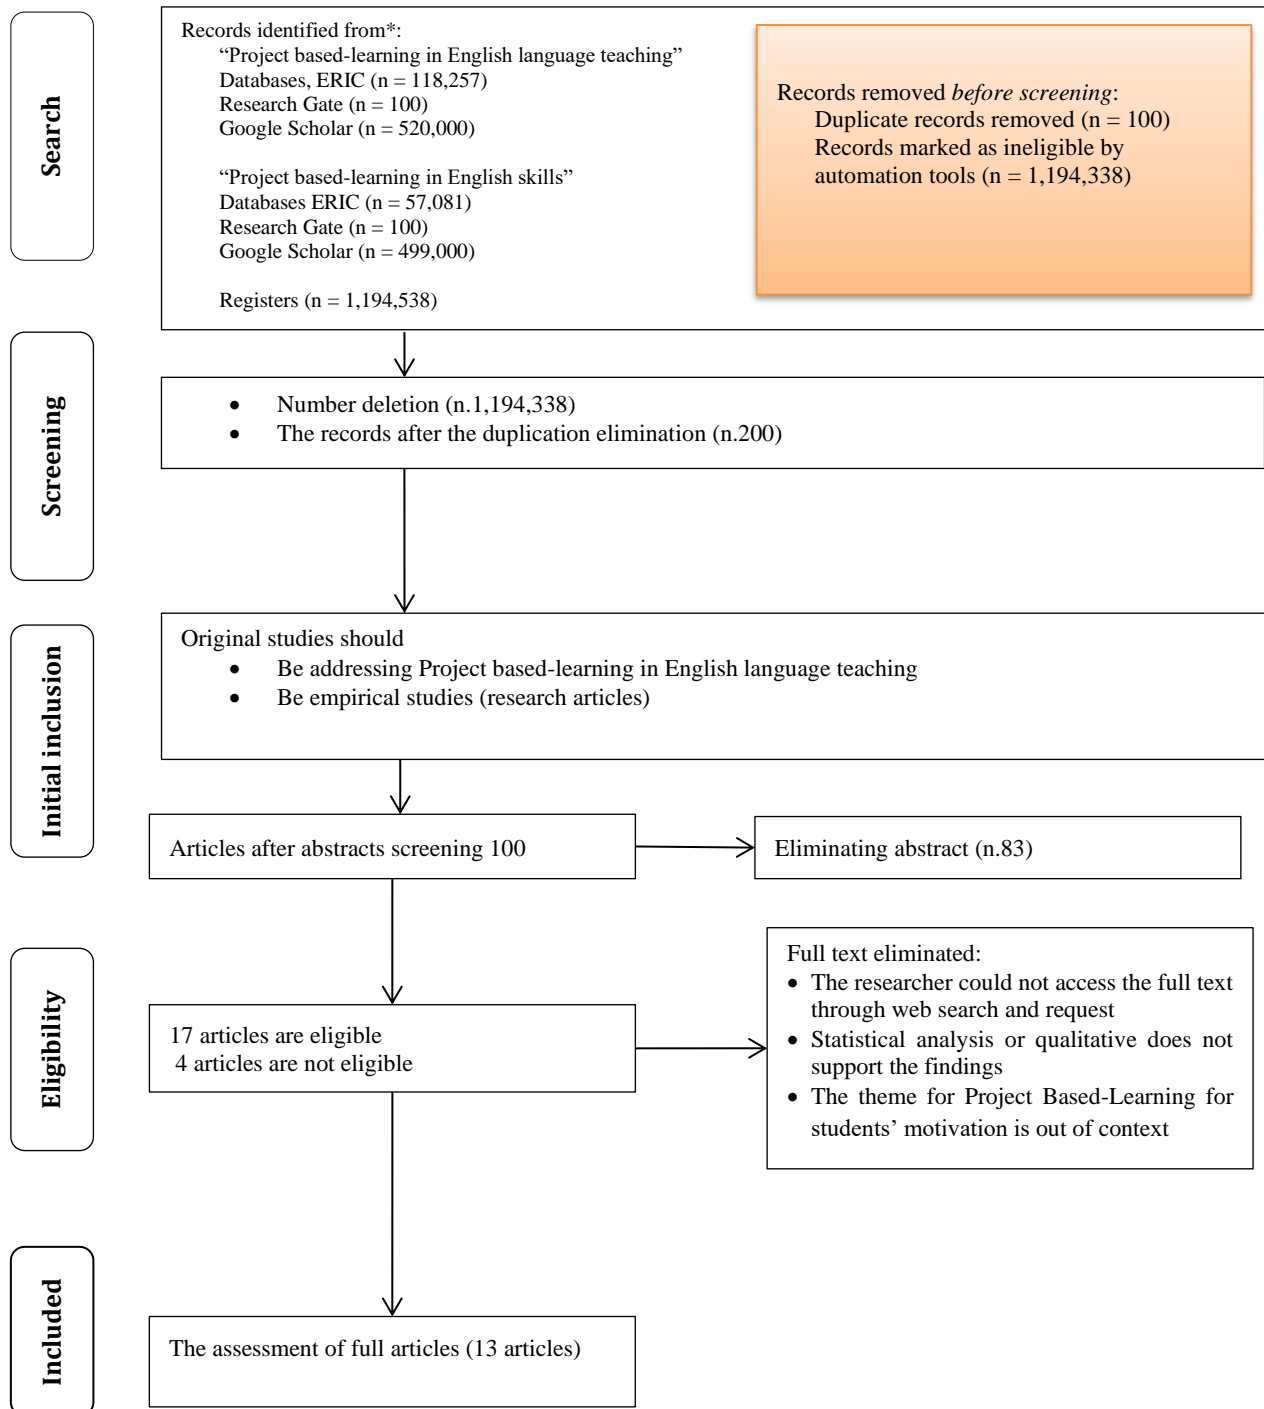 Search
Records identified from*:
“Project based-learning in English language teaching”
Databases, ERIC (n = 118,257)
Research Gate (n = 100)
Google Scholar (n = 520,000)
“Project based-learning in English skills”
Databases ERIC (n = 57,081)
Research Gate (n = 100)
Google Scholar (n = 499,000)
Registers (n = 1,194,538)
Records removed before screening:
Duplicate records removed (n = 100)
Records marked as ineligible by
automation tools (n = 1,194,338)
Screening
• Number deletion (n.1,194,338)
• The records after the duplication elimination (n.200)
Initial inclusion
Original studies should
• Be addressing Project based-learning in English language teaching
• Be empirical studies (research articles)
Articles after abstracts screening 100
Eliminating abstract (n.83)
Eligibility
17 articles are eligible
4 articles are not eligible
Full text eliminated:
• The researcher could not access the full text
through web search and request
• Statistical analysis or qualitative does not
support the findings
• The theme for Project Based-Learning for
students’ motivation is out of context
Included
The assessment of full articles (13 articles)